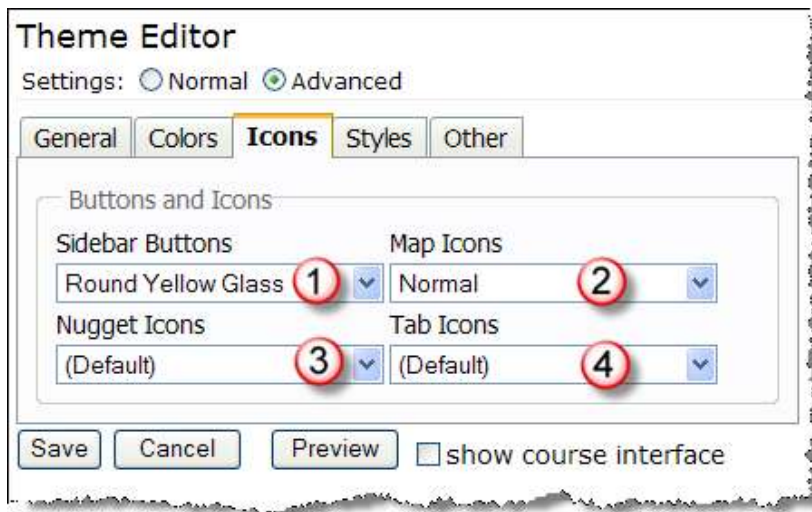 Theme Editor
Settings: Normal Advanced
General Colors Icons Styles Other
Buttons and Icons
Sidebar Buttons Map Icons
Round Yellow Glass 1 Normal 2
Nugget Icons Tab Icons
(Default) 3 (Default) 4
Save Cancel Preview show course interface